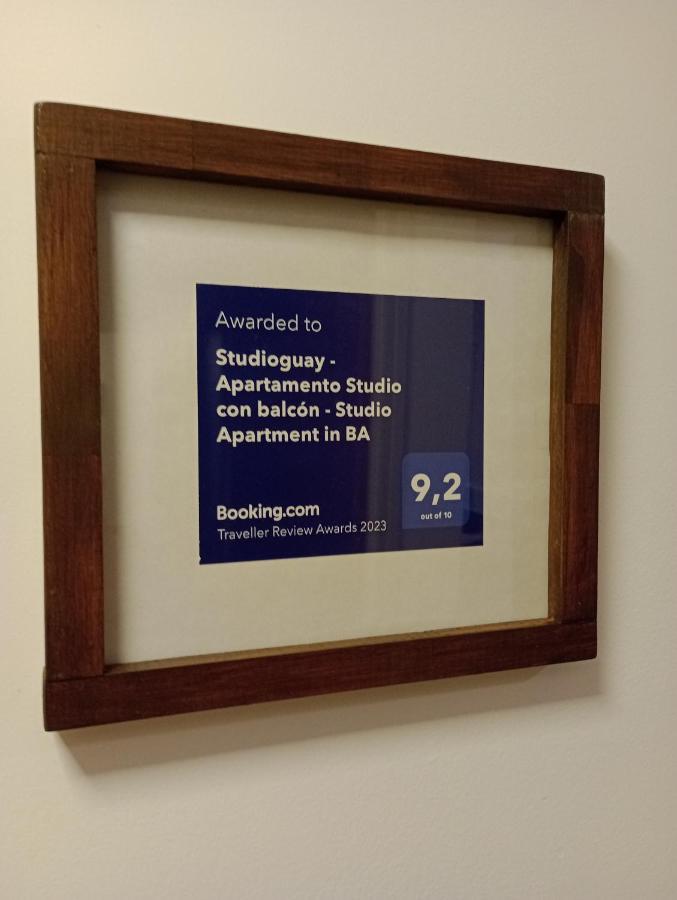 Awarded to
Studioguay -
Apartamento Studio
con balcón - Studio
Apartment in BA
9,2
out of 10
Booking.com
Traveller Review Awards 2023